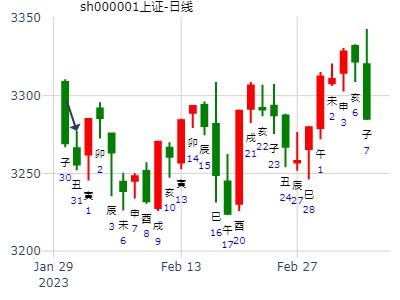 sh000001上证-日线
3350
3300
3250
3200
子
30
丑
31
寅
1
卯
2
辰
3
未
6
申
7
酉
8
戌
9
亥
10
寅
13
卯
14
辰
15
巳
16
午
17
酉
20
戌
21
亥
22
子
23
丑
24
辰
27
巳
28
午
1
未
2
申
3
亥
6
子
7
Jan 29
2023
Feb 13
Feb 27